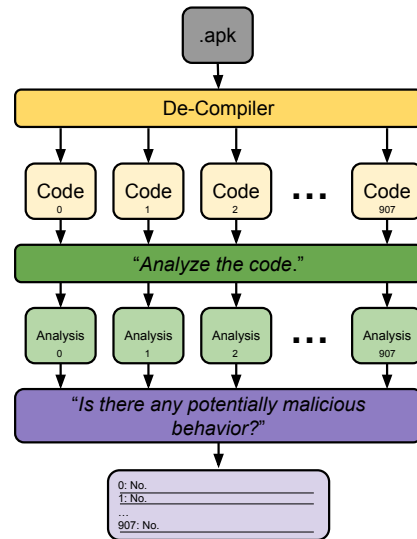 .apk
De-Compiler
Code Code Code ... Code
0 1 2 907
"Analyze the code."
Analysis Analysis Analysis ... Analysis
0 1 2 907
"Is there any potentially malicious
behavior?"
0: No.
1: No.
...
907: No.